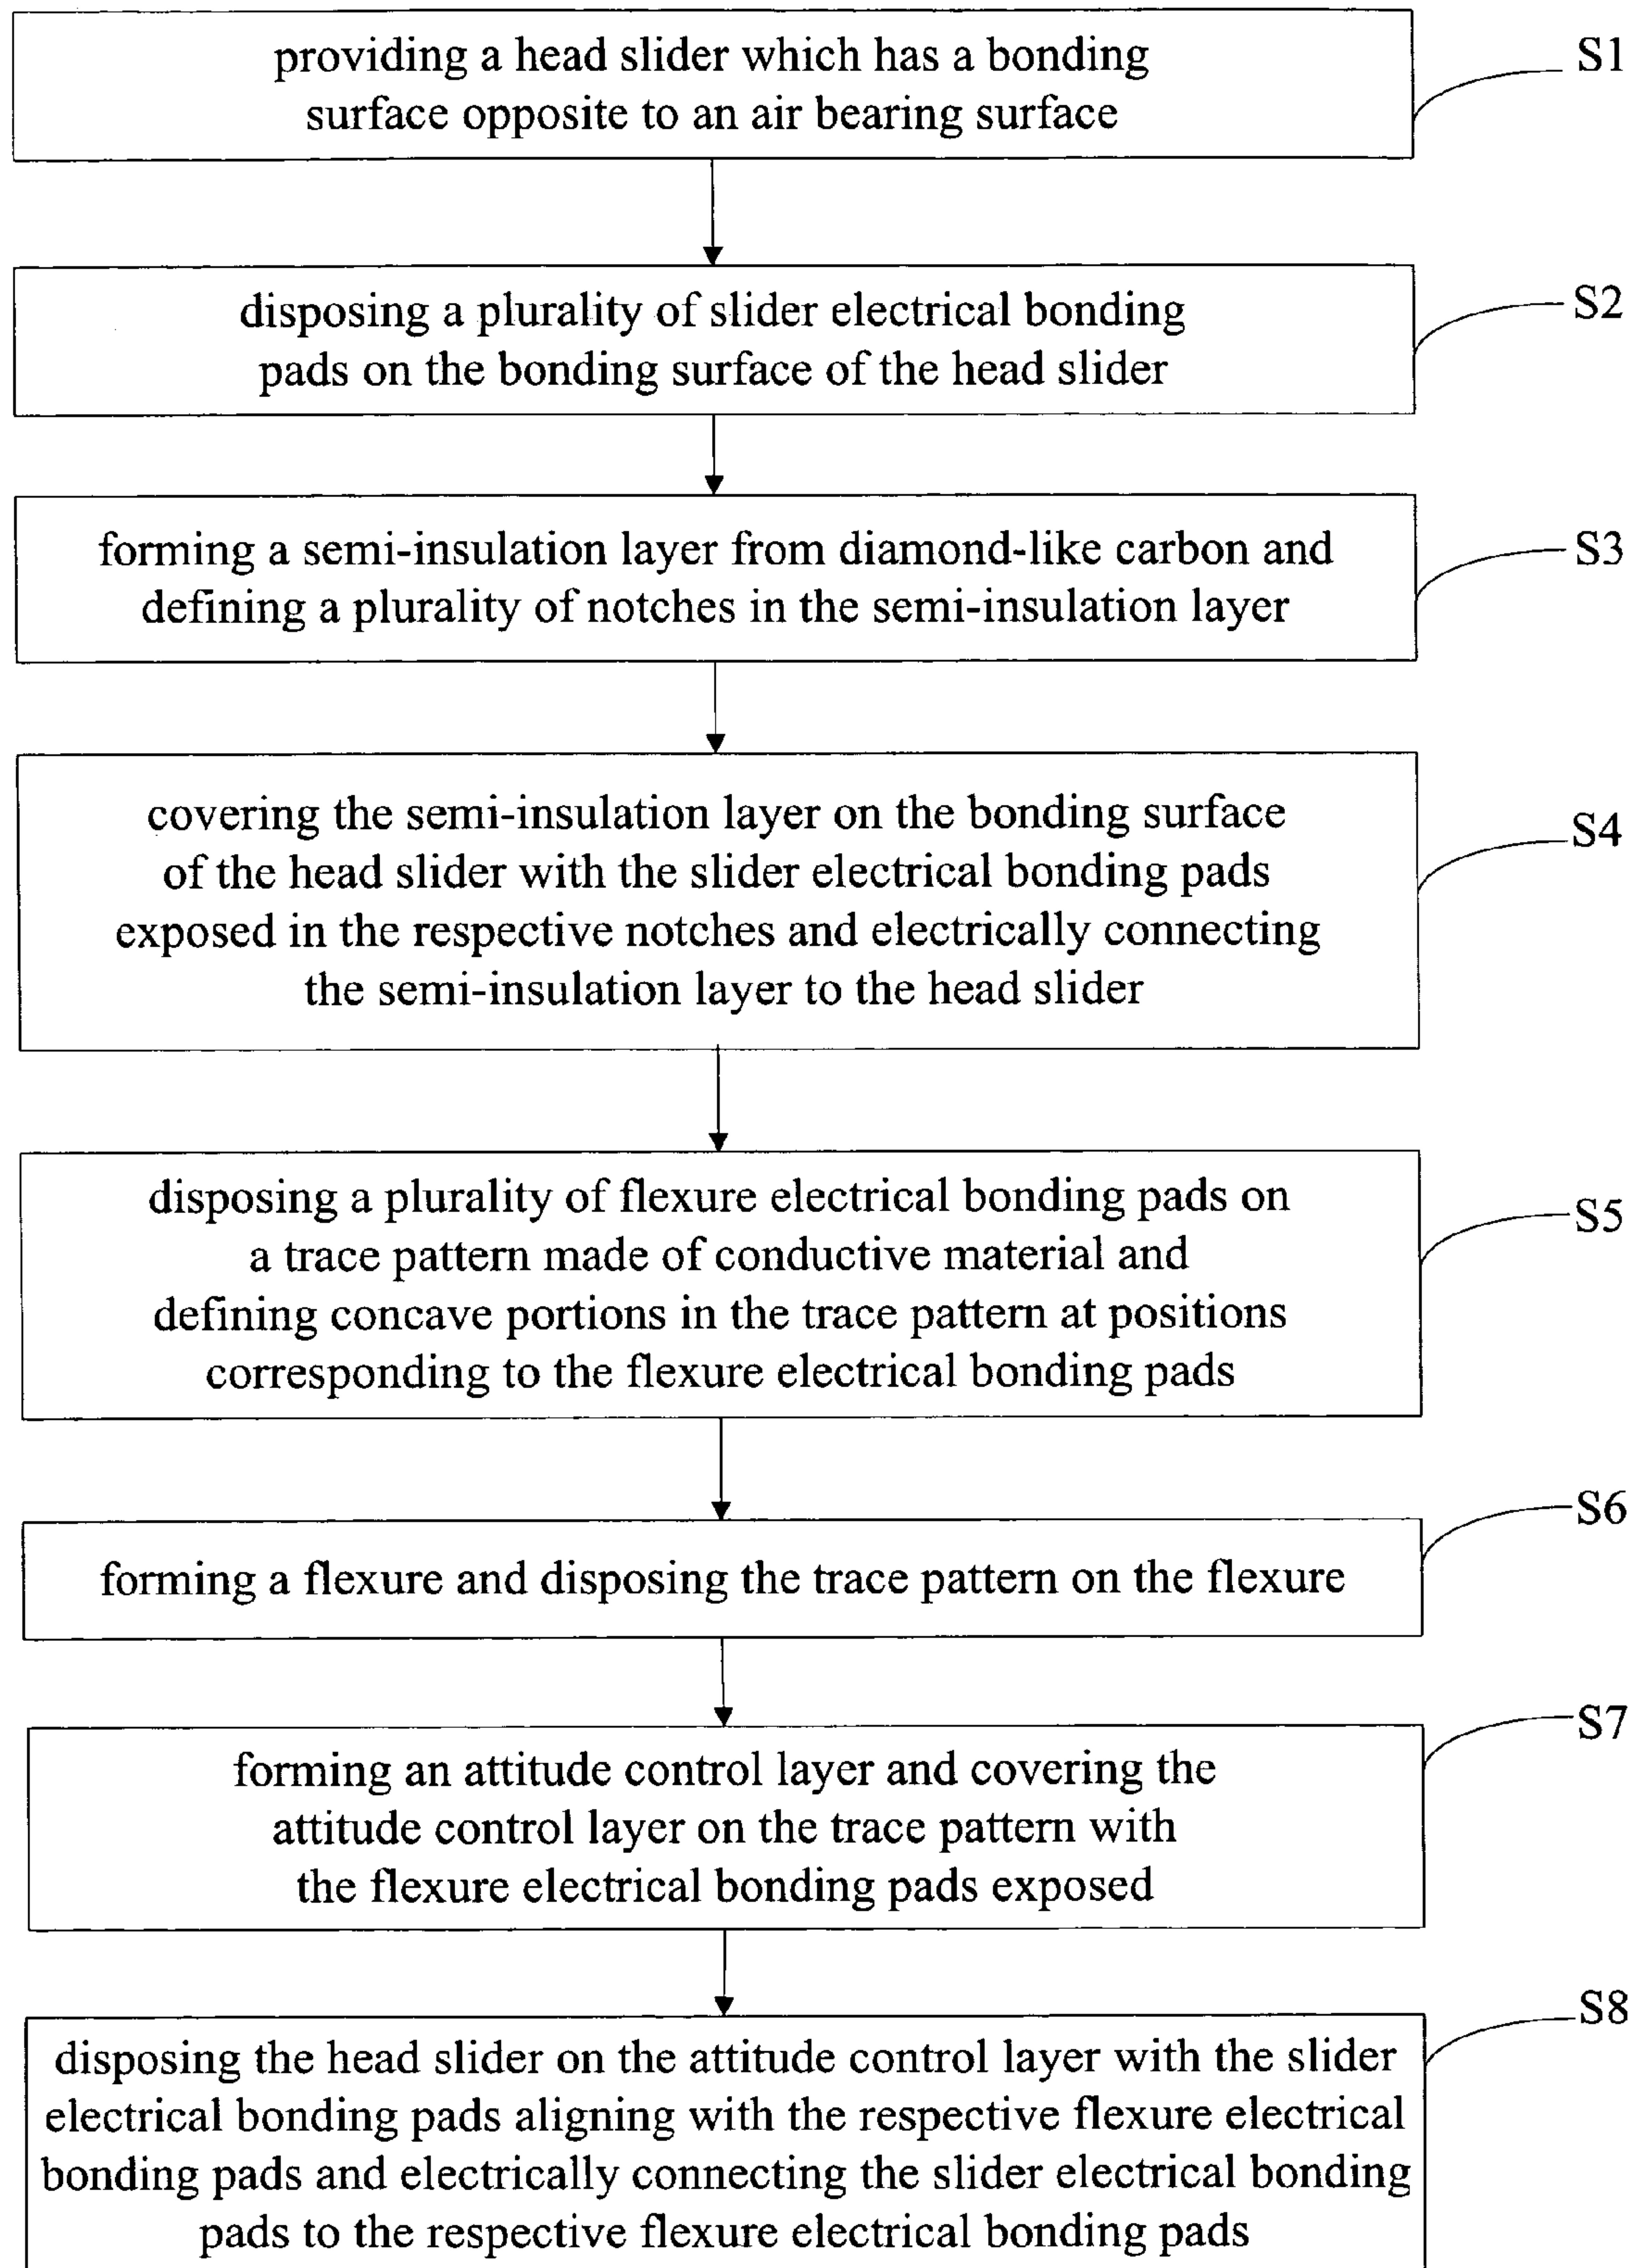 providing a head slider which has a bonding
surface opposite to an air bearing surface
S1
disposing a plurality of slider electrical bonding
pads on the bonding surface of the head slider
S2
forming a semi-insulation layer from diamond-like carbon and
defining a plurality of notches in the semi-insulation layer
S3
covering the semi-insulation layer on the bonding surface
of the head slider with the slider electrical bonding pads
exposed in the respective notches and electrically connecting
the semi-insulation layer to the head slider
S4
disposing a plurality of flexure electrical bonding pads on
a trace pattern made of conductive material and
defining concave portions in the trace pattern at positions
corresponding to the flexure electrical bonding pads
S5
forming a flexure and disposing the trace pattern on the flexure
S6
forming an attitude control layer and covering the
attitude control layer on the trace pattern with
the flexure electrical bonding pads exposed
S7
disposing the head slider on the attitude control layer with the slider
electrical bonding pads aligning with the respective flexure electrical
bonding pads and electrically connecting the slider electrical bonding
pads to the respective flexure electrical bonding pads
S8